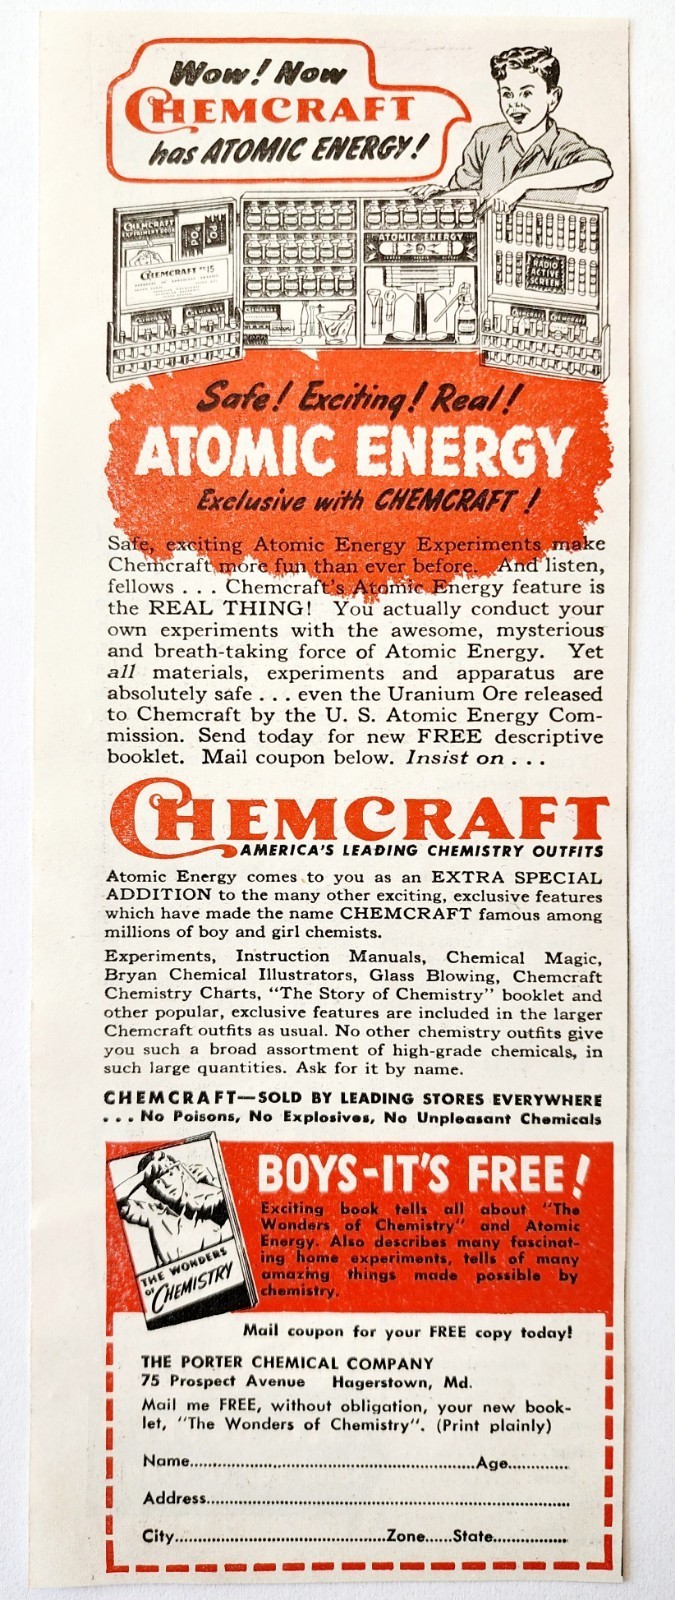 Wow! Now
CHEMCRAFT
has ATOMIC ENERGY!
CHEMCRAFT
EXPERIMENT BOOK
CHEMCRAFT No 15
ATOMIC ENERGY
RADIO
ACTIVE
SCREEN
Safe! Exciting! Real!
ATOMIC ENERGY
Exclusive with CHEMCRAFT!
Safe, exciting Atomic Energy Experiments make
Chemcraft more fun than ever before. And listen,
fellows . . . Chemcraft's Atomic Energy feature is
the REAL THING! You actually conduct your
own experiments with the awesome, mysterious
and breath-taking force of Atomic Energy. Yet
all materials, experiments and apparatus are
absolutely safe . . . even the Uranium Ore released
to Chemcraft by the U. S. Atomic Energy Com-
mission. Send today for new FREE descriptive
booklet. Mail coupon below. Insist on . . .
CHEMCRAFT
AMERICA'S LEADING CHEMISTRY OUTFITS
Atomic Energy comes to you as an EXTRA SPECIAL
ADDITION to the many other exciting, exclusive features
which have made the name CHEMCRAFT famous among
millions of boy and girl chemists.
Experiments, Instruction Manuals, Chemical Magic,
Bryan Chemical Illustrators, Glass Blowing, Chemcraft
Chemistry Charts, "The Story of Chemistry" booklet and
other popular, exclusive features are included in the larger
Chemcraft outfits as usual. No other chemistry outfits give
you such a broad assortment of high-grade chemicals, in
such large quantities. Ask for it by name.
CHEMCRAFT—SOLD BY LEADING STORES EVERYWHERE
. . . No Poisons, No Explosives, No Unpleasant Chemicals
BOYS-IT'S FREE!
Exciting book tells all about "The
Wonders of Chemistry" and Atomic
Energy. Also describes many fascinat-
ing home experiments, tells of many
amazing things made possible by
chemistry.
THE WONDERS
OF CHEMISTRY
Mail coupon for your FREE copy today!
THE PORTER CHEMICAL COMPANY
75 Prospect Avenue Hagerstown, Md.
Mail me FREE, without obligation, your new book-
let, "The Wonders of Chemistry". (Print plainly)
Name..................................................Age............
Address................................................................
City......................................Zone.....State...............